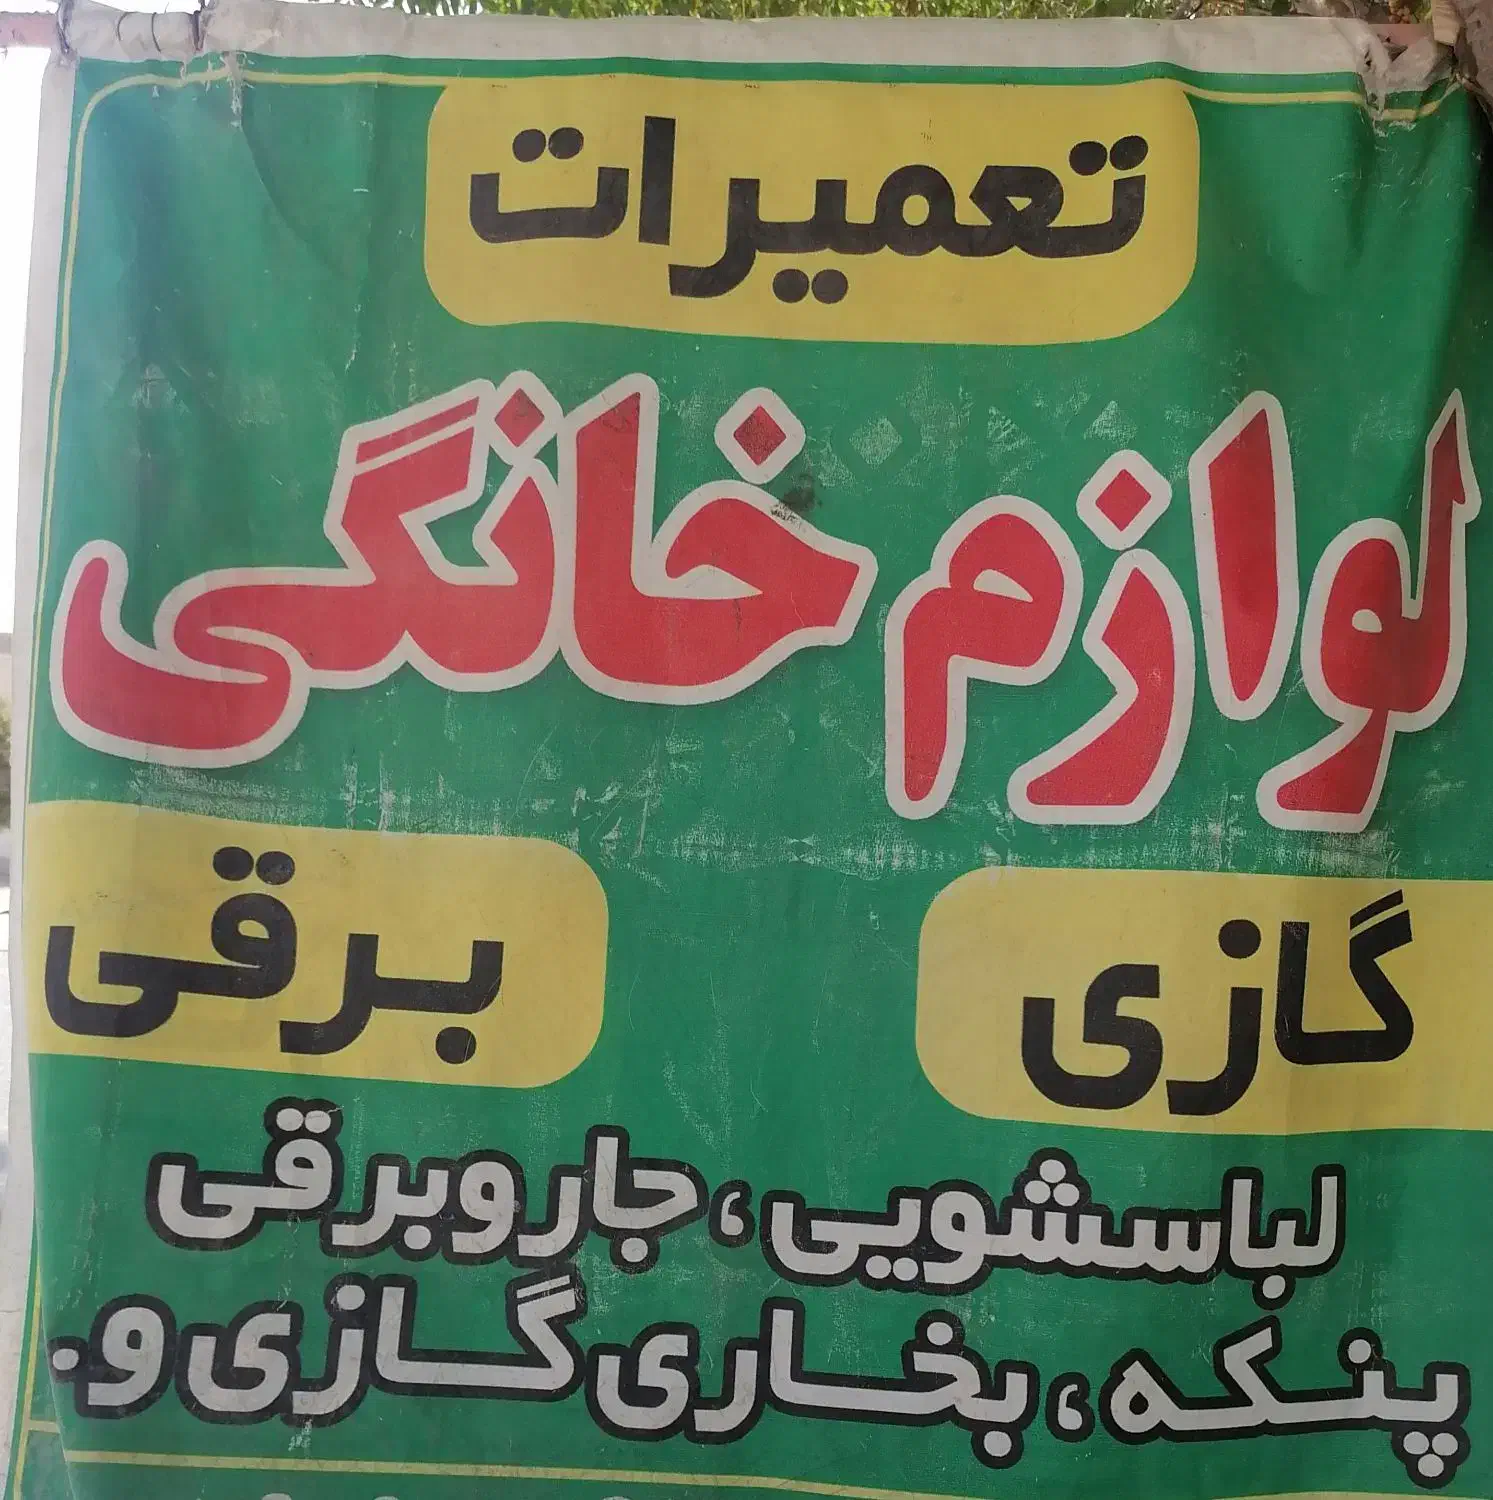 تعمیرات
لوازم خانگی
گازی برقی
لباسشویی، جاروبرقی
پنکه، بخاری گازی و.